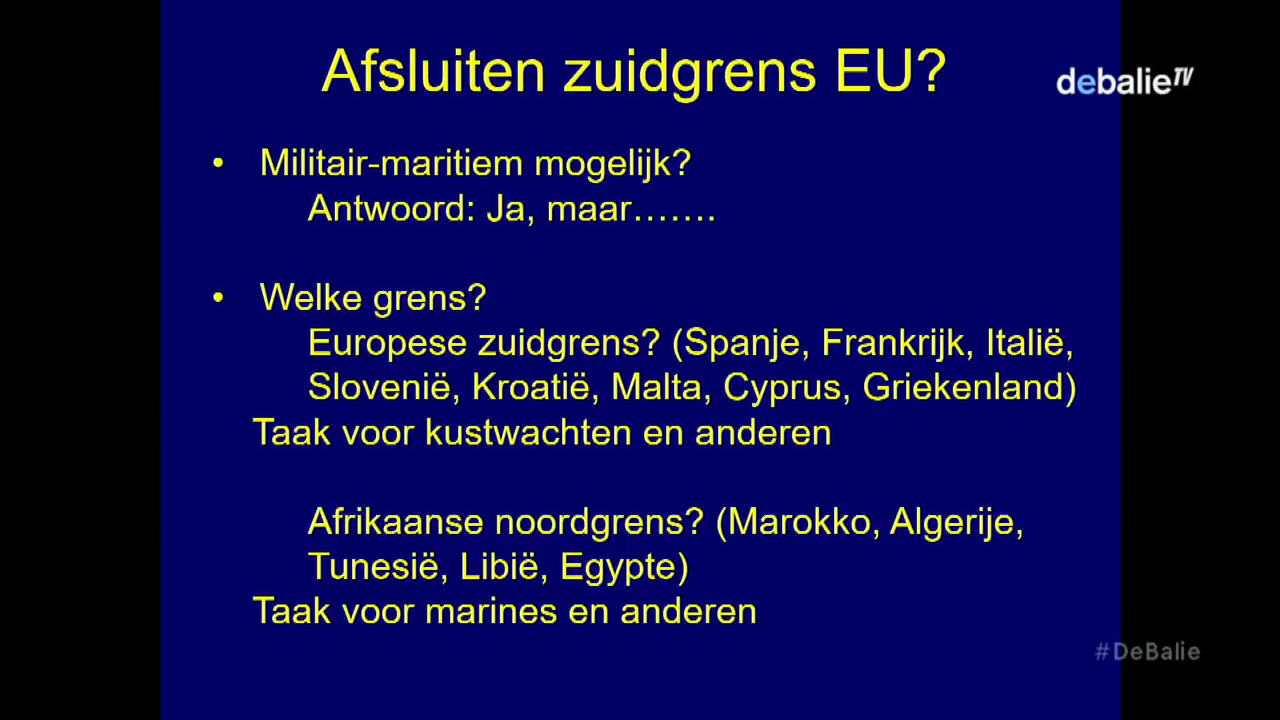 Afsluiten zuidgrens EU?
debalieTV
• Militair-maritiem mogelijk?
Antwoord: Ja, maar…….
• Welke grens?
Europese zuidgrens? (Spanje, Frankrijk, Italië,
Slovenië, Kroatië, Malta, Cyprus, Griekenland)
Taak voor kustwachten en anderen
Afrikaanse noordgrens? (Marokko, Algerije,
Tunesië, Libië, Egypte)
Taak voor marines en anderen
#DeBalie